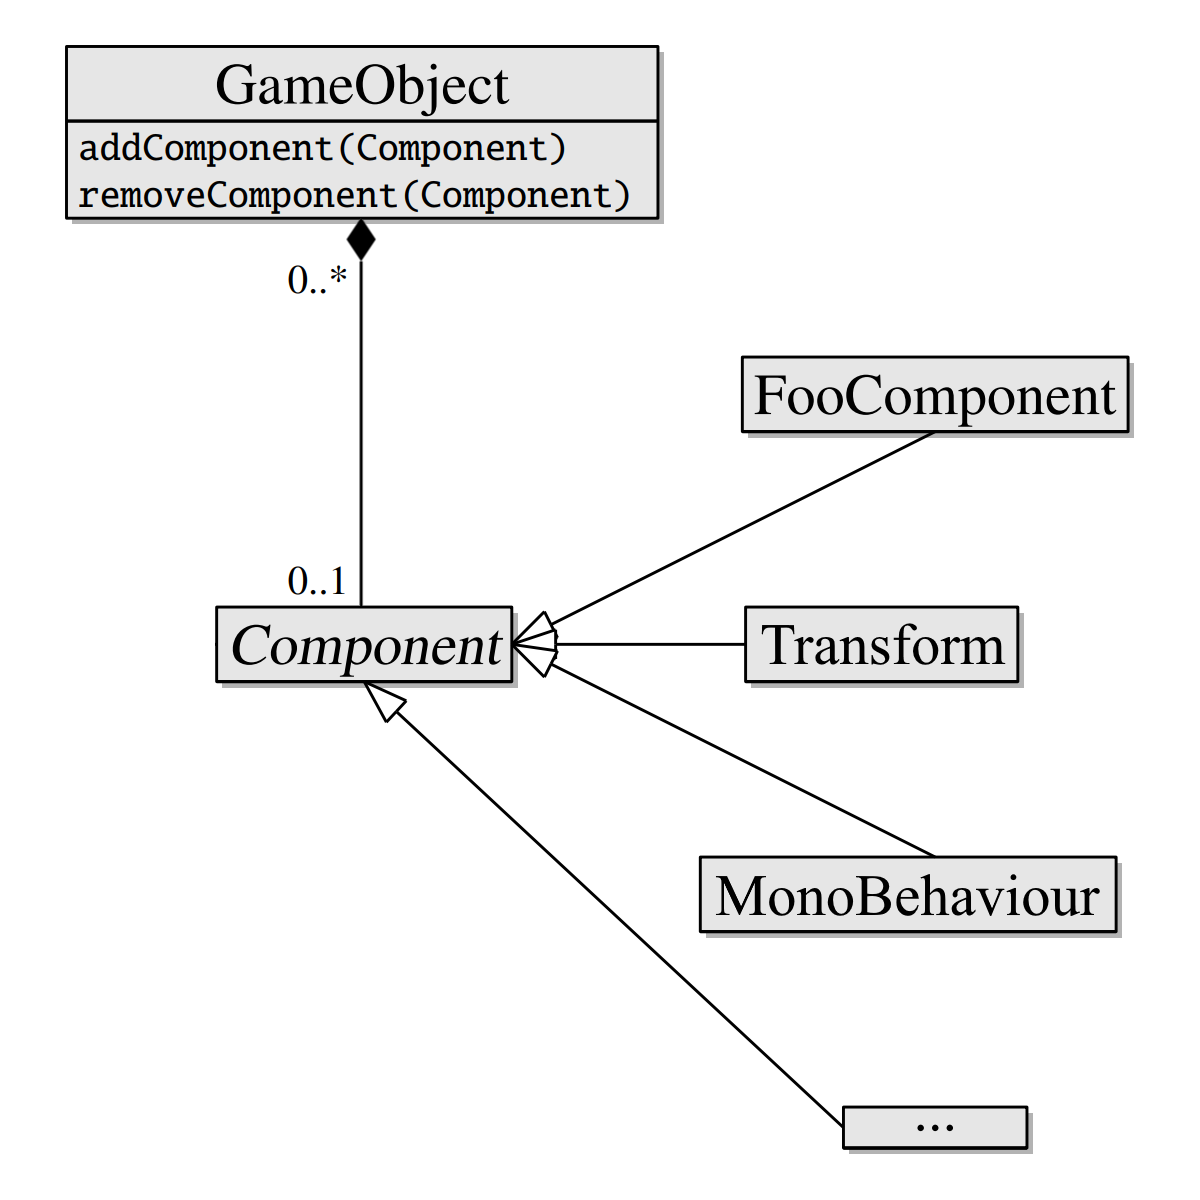 GameObject
addComponent(Component)
removeComponent(Component)
0..*
FooComponent
0..1
Component
Transform
MonoBehaviour
...